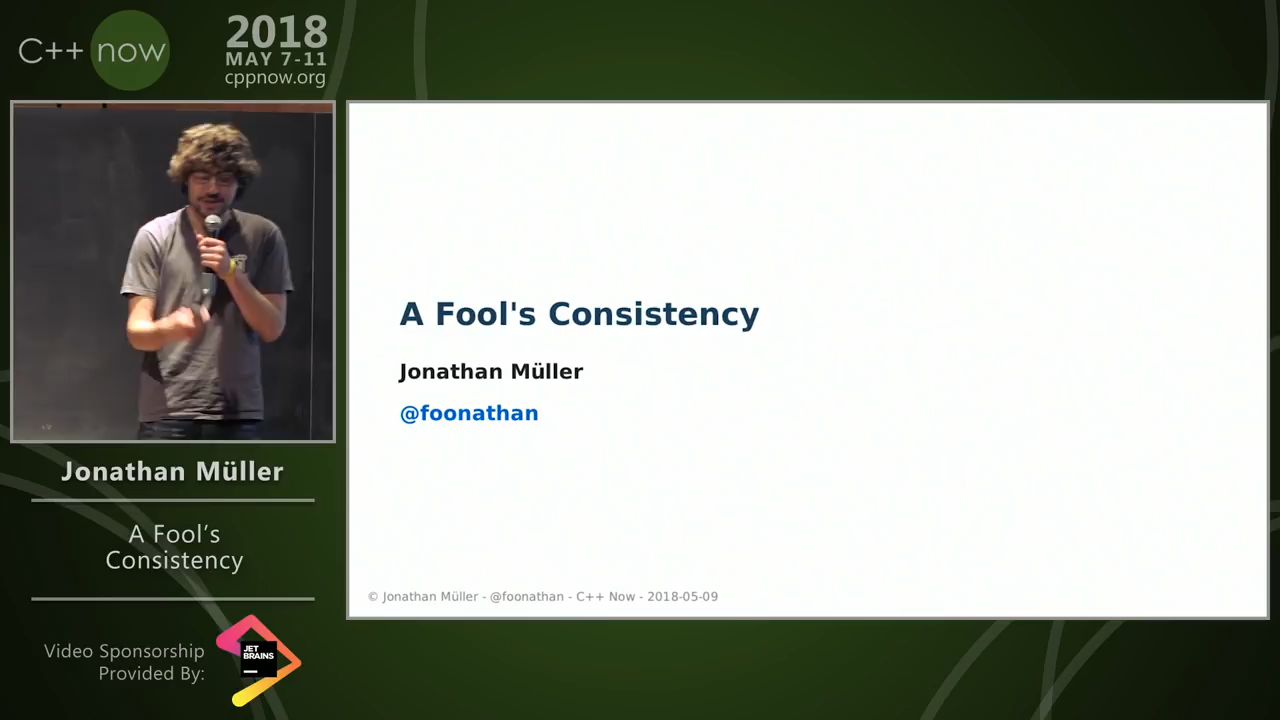 C++ now
2018
MAY 7-11
cppnow.org
A Fool's Consistency
Jonathan Müller
@foonathan
© Jonathan Müller - @foonathan - C++ Now - 2018-05-09
Jonathan Müller
A Fool’s
Consistency
Video Sponsorship
Provided By:
JET
BRAINS